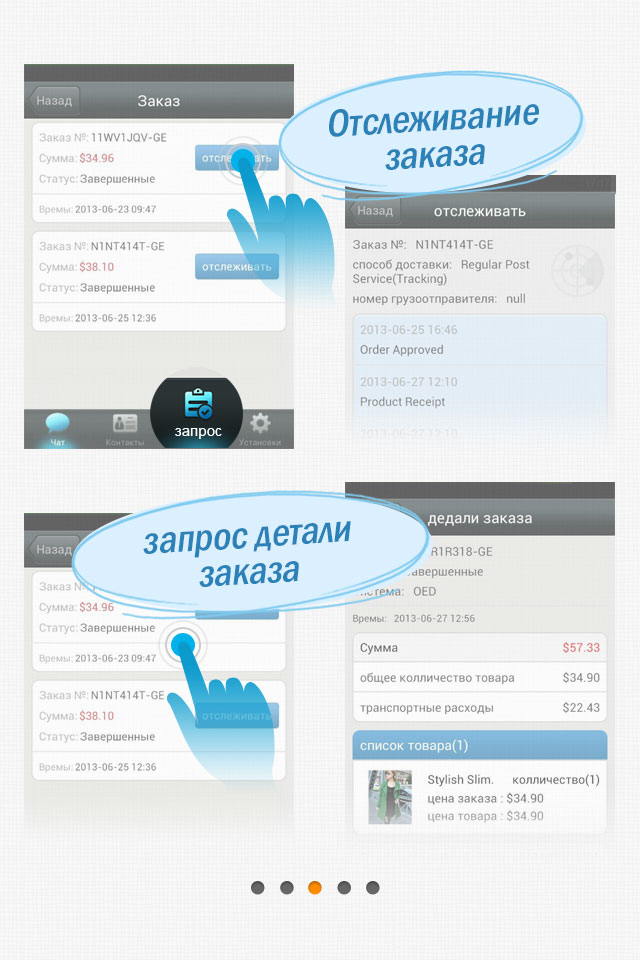 Назад
Заказ
Заказ №: 11WV1JQV-GE
Сумма: $34.96
отслеживать
Статус: Завершенные
Времы: 2013-06-23 09:47
Заказ №: N1NT414T-GE
Сумма: $38.10
отслеживать
Статус: Завершенные
Времы: 2013-06-25 12:36
Чат
Контакты
запрос
Установки
Отслеживание
заказа
Назад
отслеживать
Заказ №: N1NT414T-GE
способ доставки: Regular Post
Service(Tracking)
номер грузоотправителя: null
2013-06-25 16:46
Order Approved
2013-06-27 12:10
Product Receipt
2013-06-27 12:10
запрос детали
заказа
Назад
Заказ №:
Сумма: $34.96
Статус: Завершенные
Времы: 2013-06-23 09:47
Заказ №: N1NT414T-GE
Сумма: $38.10
отслеживать
Статус: Завершенные
Времы: 2013-06-25 12:36
дедали заказа
R1R318-GE
авершенные
стема: OED
Времы: 2013-06-27 12:56
Сумма $57.33
общее колличество товара $34.90
транспортные расходы $22.43
список товара(1)
Stylish Slim. колличество(1)
цена заказа : $34.90
цена товара : $34.90